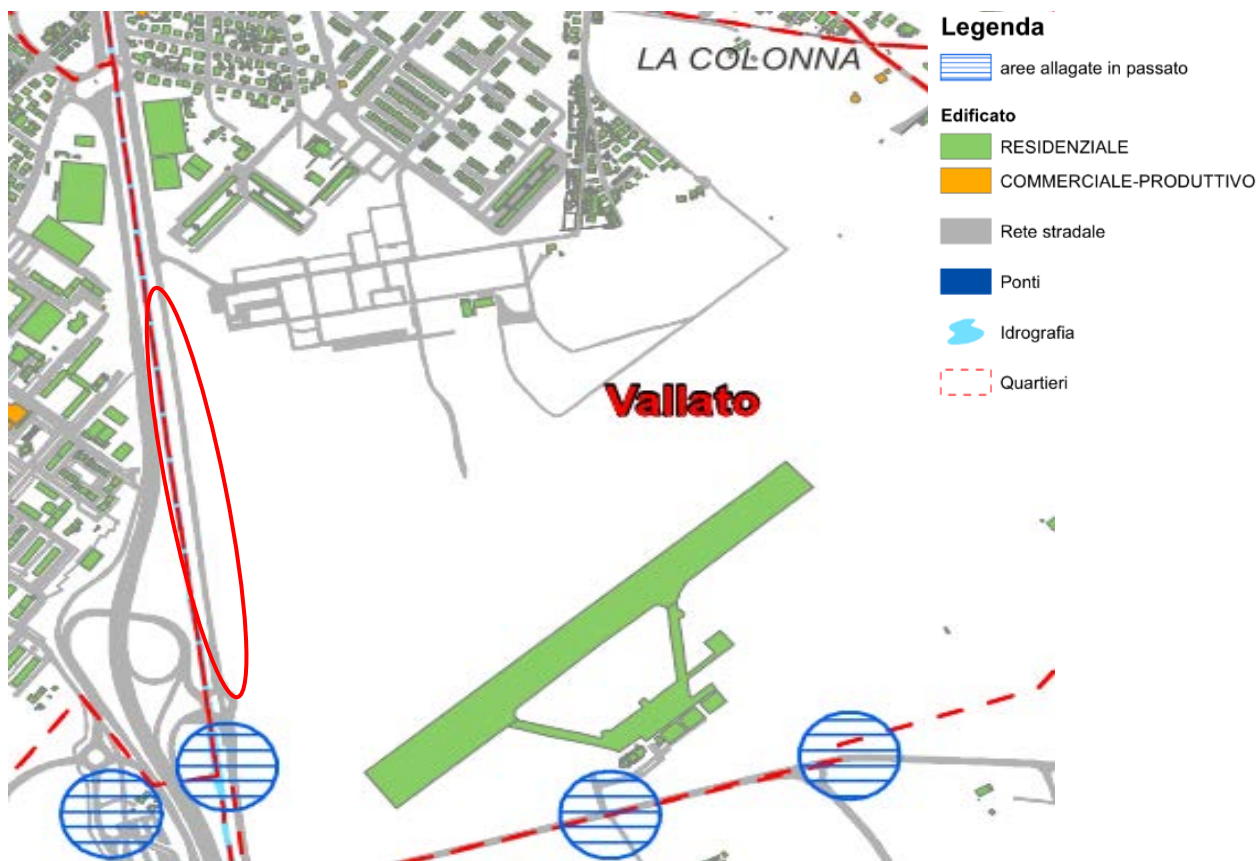 LA COLONNA
Vallato
Legenda
aree allagate in passato
Edificato
RESIDENZIALE
COMMERCIALE-PRODUTTIVO
Rete stradale
Ponti
Idrografia
Quartieri